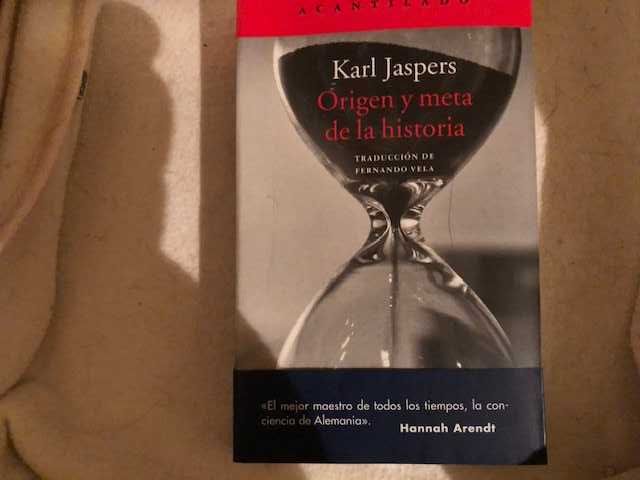 ACANTILADO
Karl Jaspers
Origen y meta
de la historia
TRADUCCIÓN DE
FERNANDO VELA
«El mejor maestro de todos los tiempos, la con-
ciencia de Alemania».
Hannah Arendt